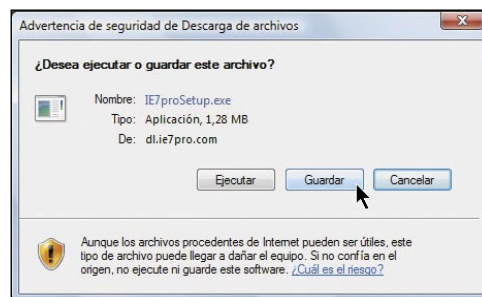 Advertencia de seguridad de Descarga de archivos
¿Desea ejecutar o guardar este archivo?
Nombre: IE7proSetup.exe
Tipo: Aplicación, 1,28 MB
De: dl.ie7pro.com
Ejecutar Guardar Cancelar
Aunque los archivos procedentes de Internet pueden ser útiles, este
tipo de archivo puede llegar a dañar el equipo. Si no confía en el
origen, no ejecute ni guarde este software. ¿Cuál es el riesgo?